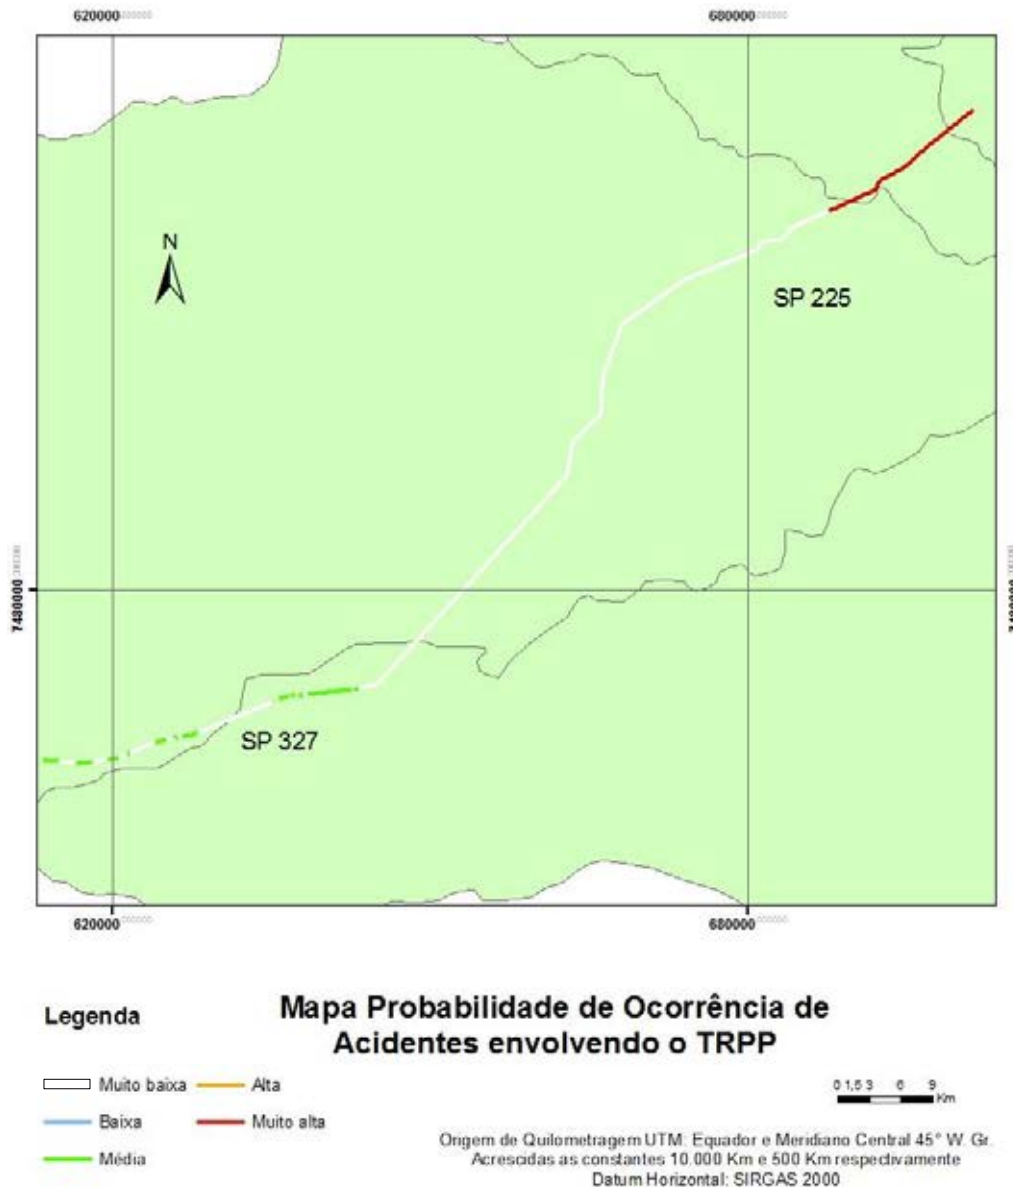 620000 680000
N
SP 225
7480000
SP 327
620000 680000
Legenda
Mapa Probabilidade de Ocorrência de
Acidentes envolvendo o TRPP
Muito baixa
Alta
Baixa
Muito alta
Média
0 1,5 3 6 9
Km
Origem de Quilometragem UTM: Equador e Meridiano Central 45° W. Gr.
Acrescidas as constantes 10.000 Km e 500 Km respectivamente
Datum Horizontal: SIRGAS 2000